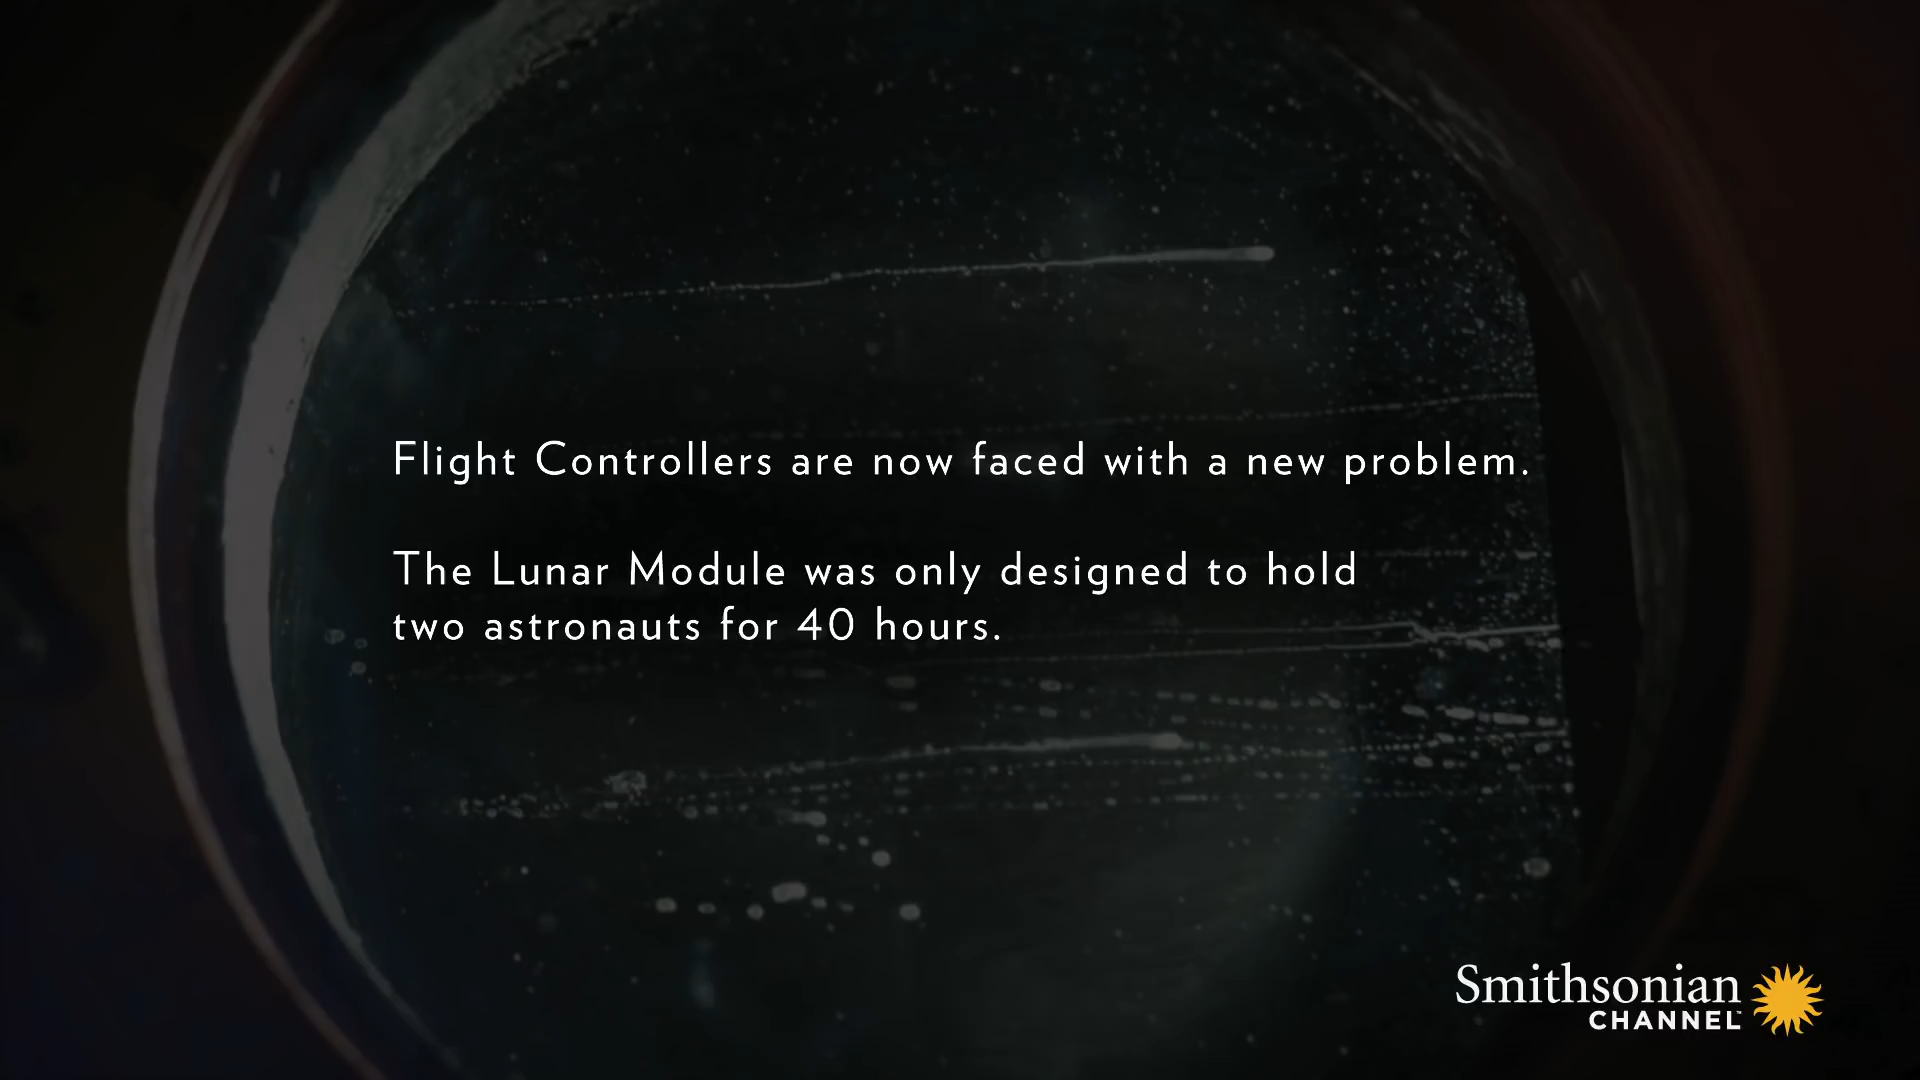 Flight Controllers are now faced with a new problem.
The Lunar Module was only designed to hold
two astronauts for 40 hours.
Smithsonian
CHANNEL™